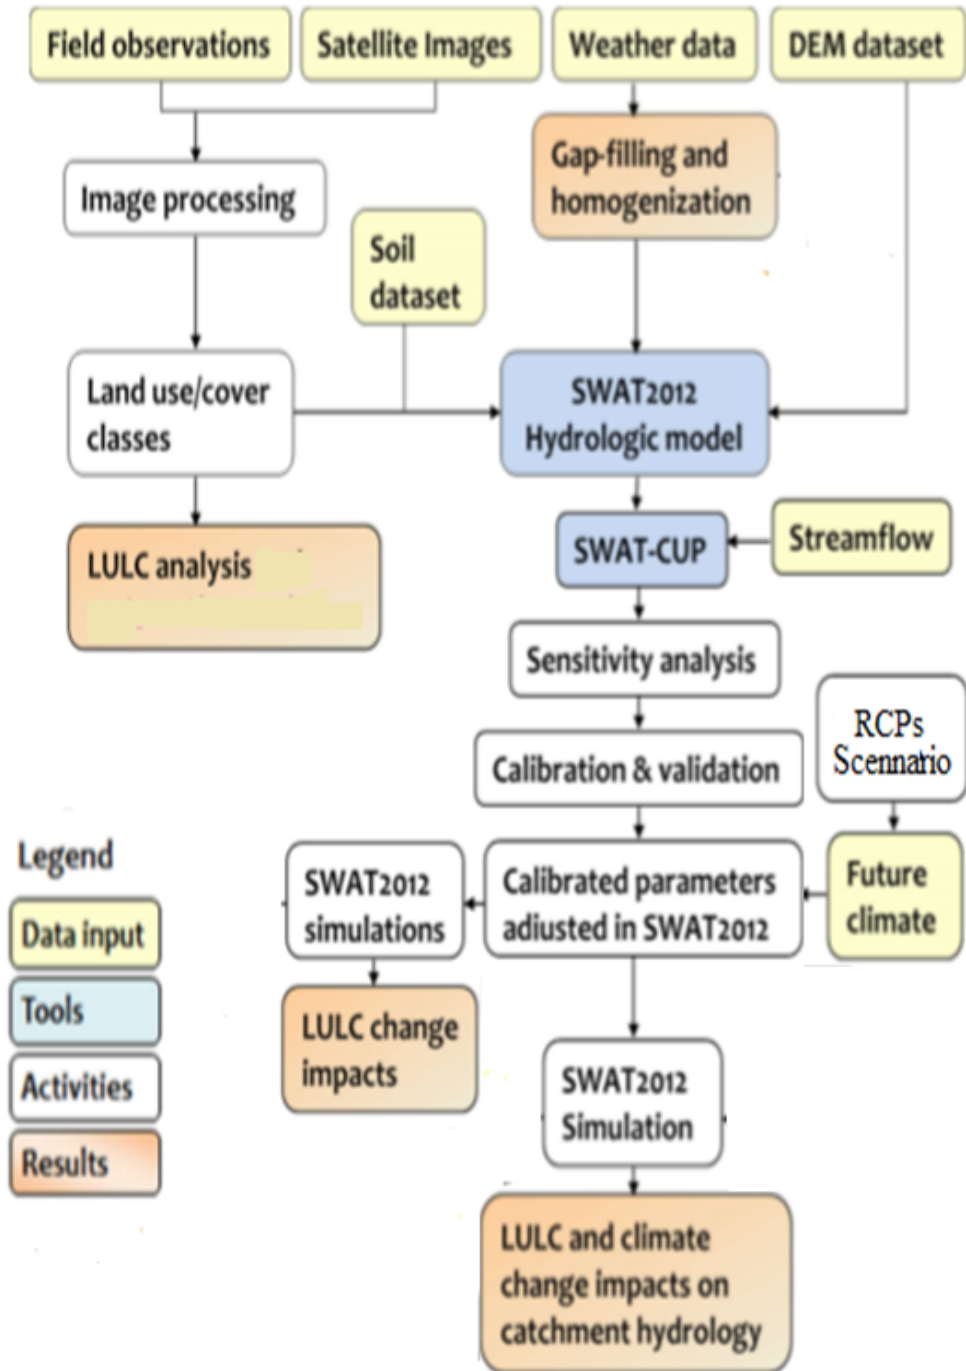 Field observations
Satellite Images
Weather data
DEM dataset
Gap-filling and
homogenization
Image processing
Soil
dataset
Land use/cover
classes
SWAT2012
Hydrologic model
LULC analysis
SWAT-CUP
Streamflow
Sensitivity analysis
RCPs
Scennario
Calibration & validation
Legend
Data input
Tools
Activities
Results
SWAT2012
simulations
Calibrated parameters
adiusted in SWAT2012
Future
climate
LULC change
impacts
SWAT2012
Simulation
LULC and climate
change impacts on
catchment hydrology